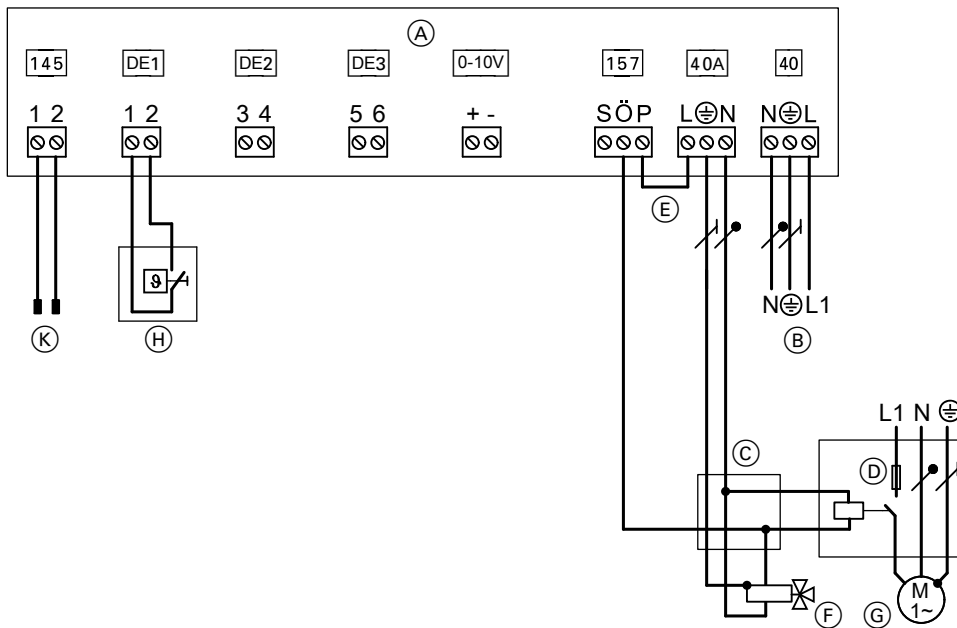 A
145 DE1 DE2 DE3 0-10V 157 40A 40
1 2 1 2 3 4 5 6 + - S Ö P L N N L
E
ϑ
N L1
K H B
L1 N
C
D
M
1~
F G